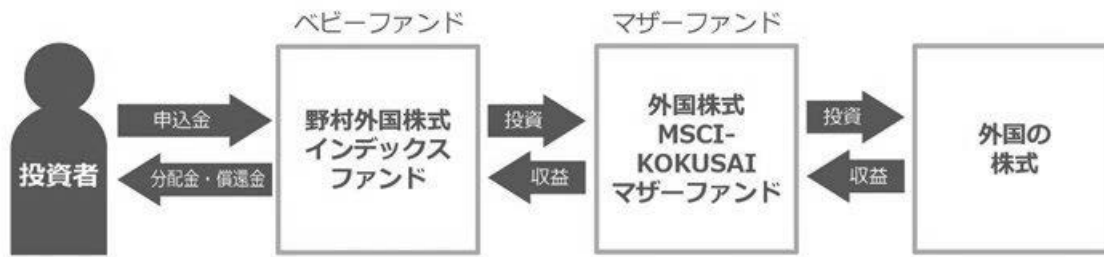 ベビーファンド
マザーファンド
投資者
申込金
分配金・償還金
野村外国株式
インデックス
ファンド
投資
収益
外国株式
MSCI-
KOKUSAI
マザーファンド
投資
収益
外国の
株式